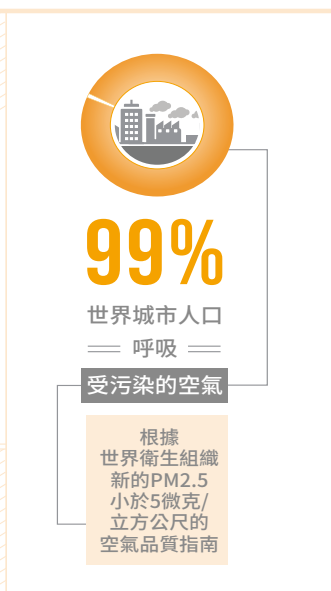 99%
世界城市人口
呼吸
受污染的空氣
根據
世界衛生組織
新的PM2.5
小於5微克/
立方公尺的
空氣品質指南